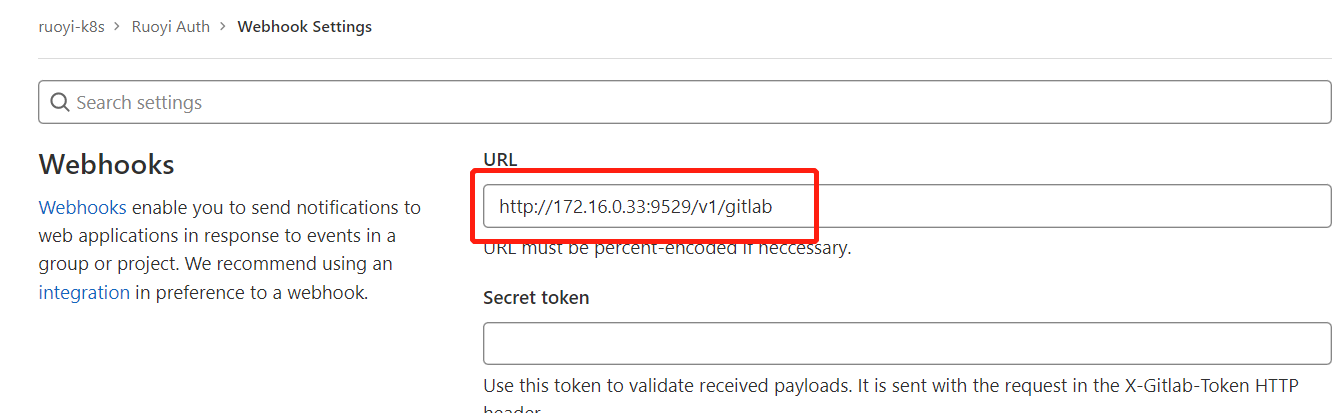 ruoyi-k8s > Ruoyi Auth > Webhook Settings
Search settings
Webhooks
Webhooks enable you to send notifications to
web applications in response to events in a
group or project. We recommend using an
integration in preference to a webhook.
URL
http://172.16.0.33:9529/v1/gitlab
URL must be percent-encoded if neccessary.
Secret token
Use this token to validate received payloads. It is sent with the request in the X-Gitlab-Token HTTP
header.